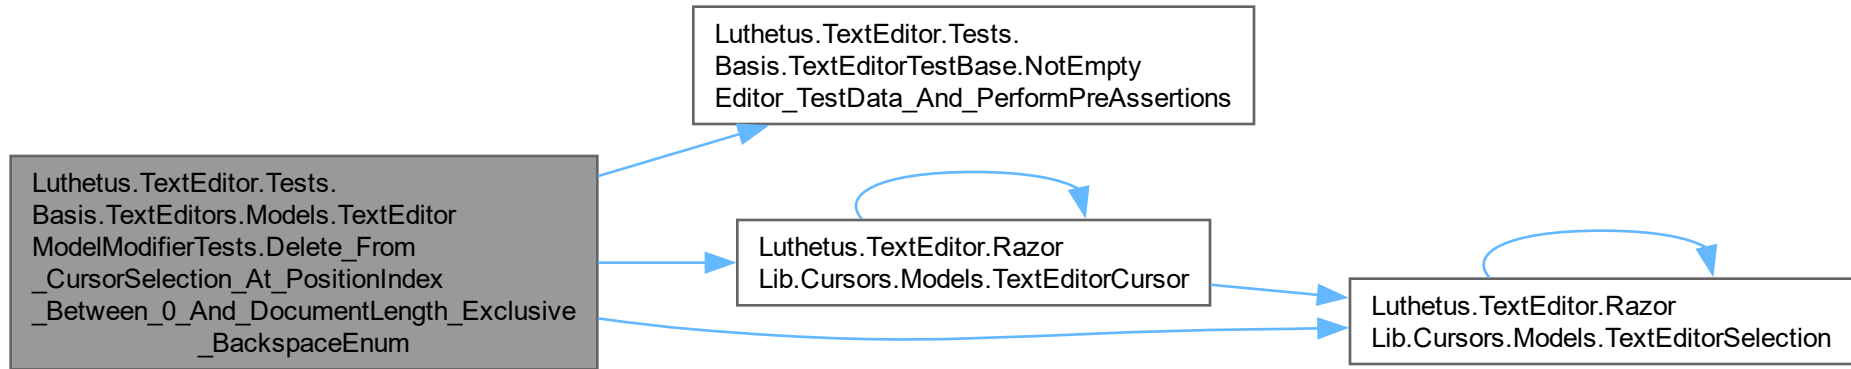 Luthetus.TextEditor.Tests.
Basis.TextEditorTestBase.NotEmpty
Editor_TestData_And_PerformPreAssertions
Luthetus.TextEditor.Tests.
Basis.TextEditors.Models.TextEditor
ModelModifierTests.Delete_From
_CursorSelection_At_PositionIndex
_Between_0_And_DocumentLength_Exclusive
_BackspaceEnum
Luthetus.TextEditor.Razor
Lib.Cursors.Models.TextEditorCursor
Luthetus.TextEditor.Razor
Lib.Cursors.Models.TextEditorSelection